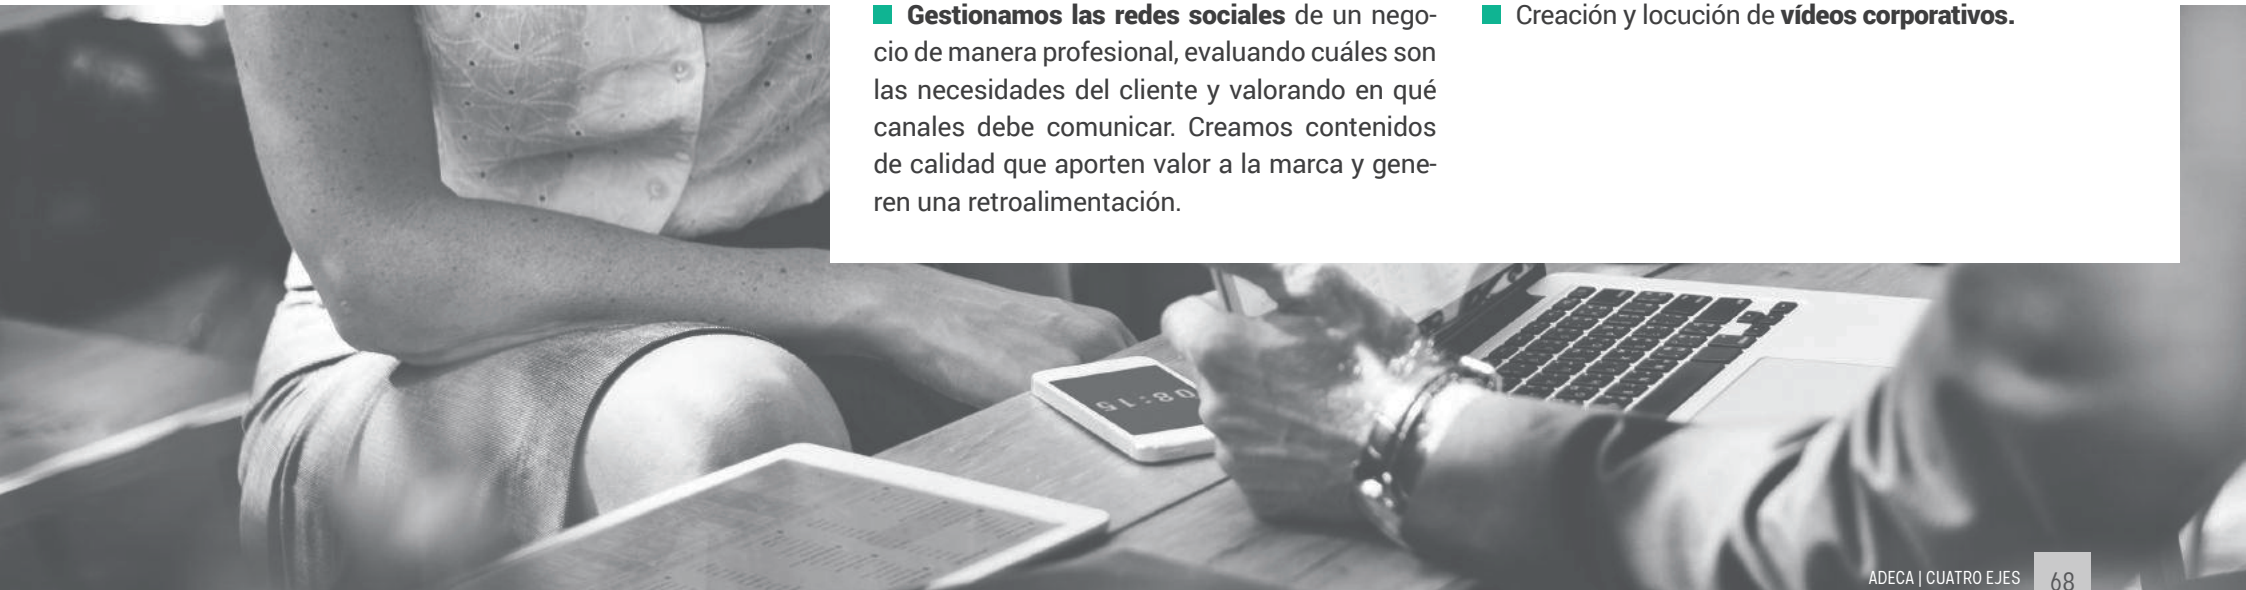 Gestionamos las redes sociales de un nego-
cio de manera profesional, evaluando cuáles son
las necesidades del cliente y valorando en qué
canales debe comunicar. Creamos contenidos
de calidad que aporten valor a la marca y gene-
ren una retroalimentación.
Creación y locución de vídeos corporativos.
08:15
ADECA | CUATRO EJES
68